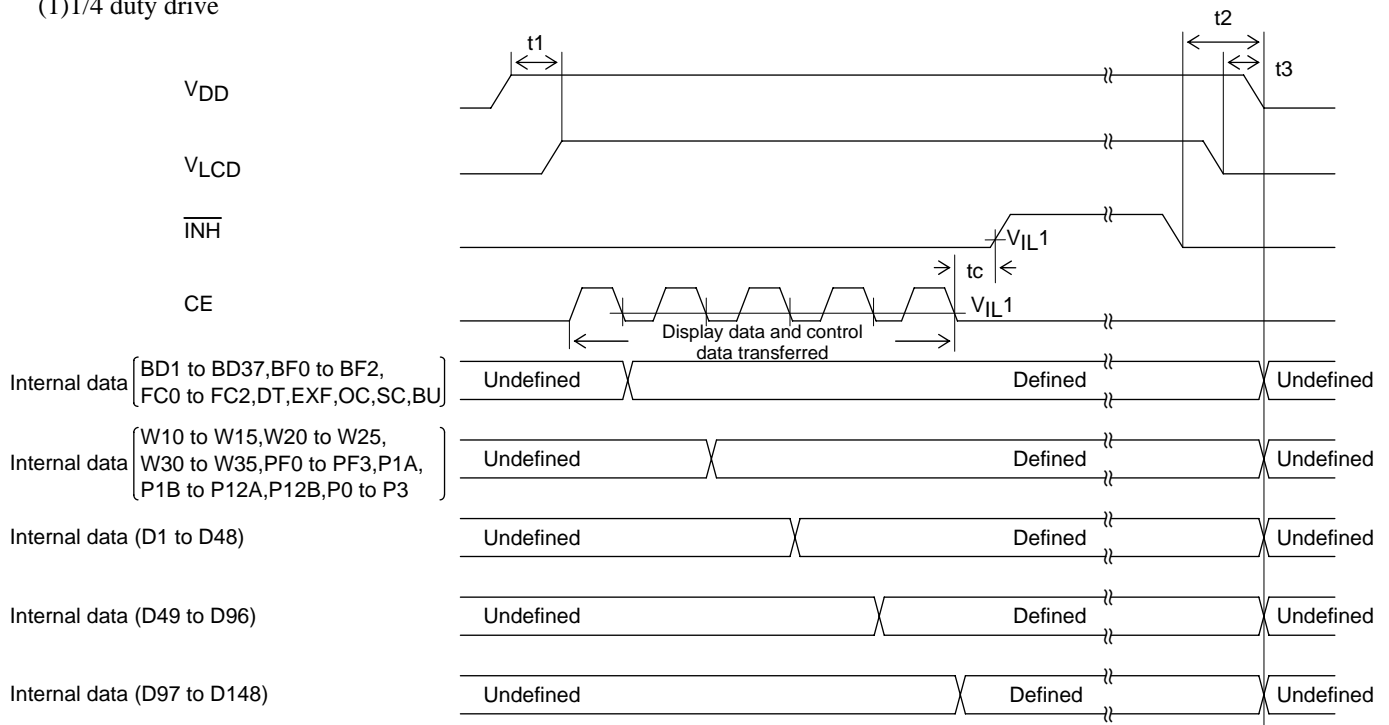 (1)1/4 duty drive
t2
t1
t3
VDD
VLCD
INH
VIL1
tc
CE
VIL1
Display data and control
data transferred
Internal data BD1 to BD37,BF0 to BF2,
FC0 to FC2,DT,EXF,OC,SC,BU
Undefined Defined Undefined
Internal data W10 to W15,W20 to W25,
W30 to W35,PF0 to PF3,P1A,
P1B to P12A,P12B,P0 to P3
Undefined Defined Undefined
Internal data (D1 to D48) Undefined Defined Undefined
Internal data (D49 to D96) Undefined Defined Undefined
Internal data (D97 to D148) Undefined Defined Undefined